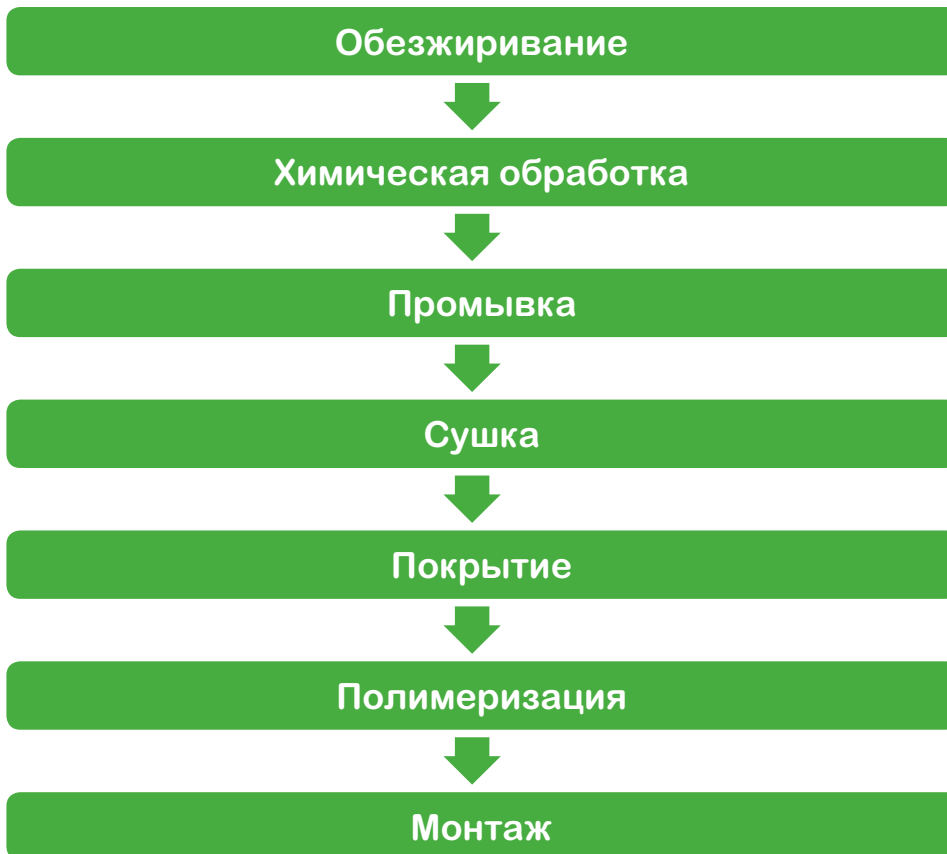 Обезжиривание
Химическая обработка
Промывка
Сушка
Покрытие
Полимеризация
Монтаж